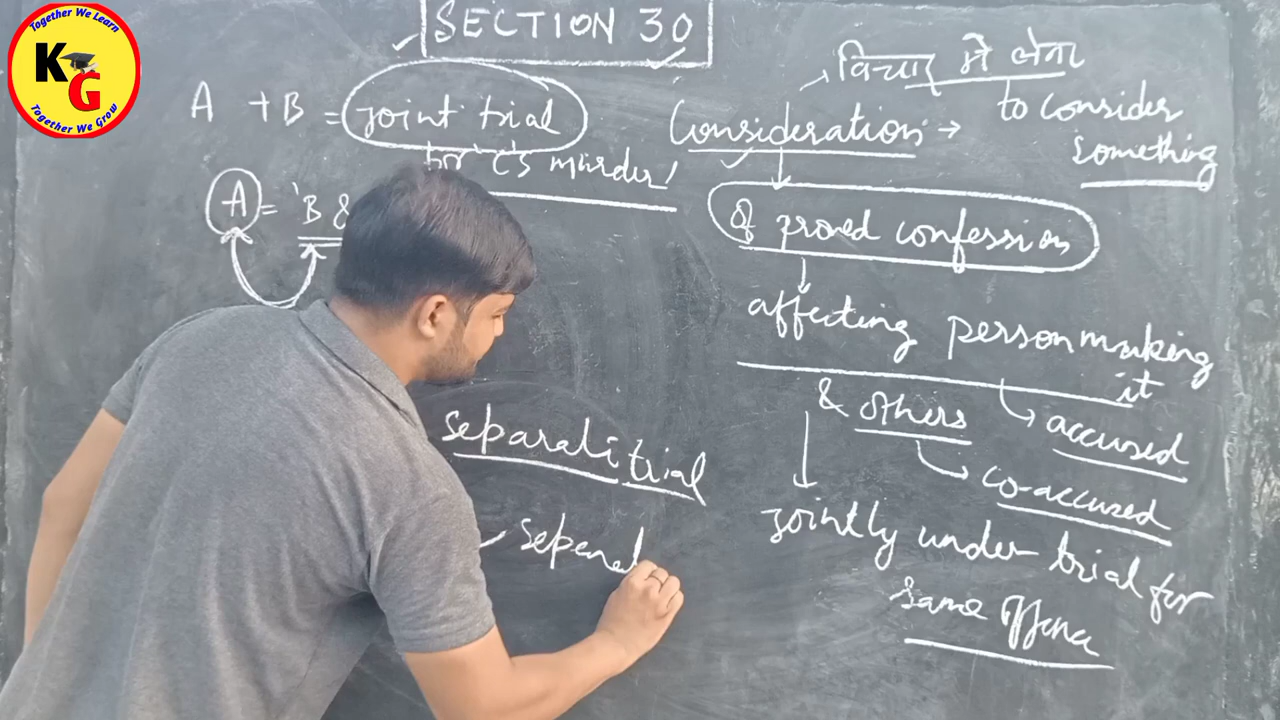 Together We Learn
KG
Together We Grow
SECTION 30
A + B = joint trial
for 'C's murder'
A = 'B &
separate trial
separat
विचार में लेना
Consideration → to consider
something
of proved confession
affecting person making
it
accused
& others
co-accused
jointly under trial for
same offence